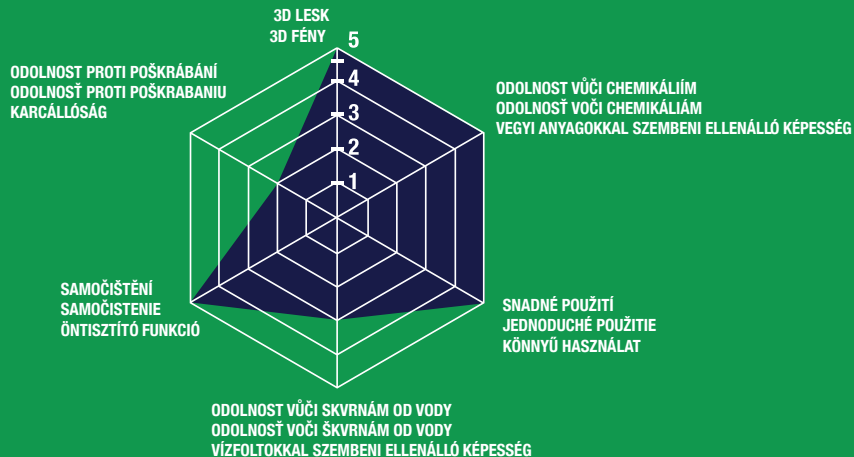 3D LESK
3D FÉNY
5
4
3
2
1
ODOLNOST PROTI POŠKRÁBÁNÍ
ODOLNOSŤ PROTI POŠKRABANIU
KARCÁLLÓSÁG
ODOLNOST VŮČI CHEMIKÁLIÍM
ODOLNOSŤ VOČI CHEMIKÁLIÁM
VEGYI ANYAGOKKAL SZEMBENI ELLENÁLLÓ KÉPESSÉG
SAMOČIŠTĚNÍ
SAMOČISTENIE
ÖNTISZTÍTÓ FUNKCIÓ
SNADNÉ POUŽITÍ
JEDNODUCHÉ POUŽITIE
KÖNNYŰ HASZNÁLAT
ODOLNOST VŮČI SKVRNÁM OD VODY
ODOLNOSŤ VOČI ŠKVRNÁM OD VODY
VÍZFOLTOKKAL SZEMBENI ELLENÁLLÓ KÉPESSÉG